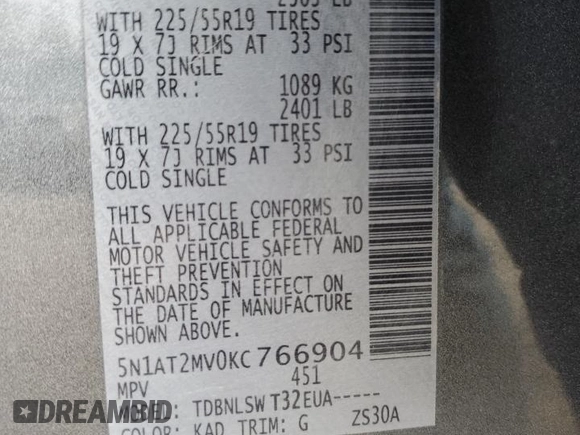 WITH 225/55R19 TIRES
19 X 7J RIMS AT 33 PSI
COLD SINGLE
GAWR RR.: 1089 KG
2401 LB
WITH 225/55R19 TIRES
19 X 7J RIMS AT 33 PSI
COLD SINGLE
THIS VEHICLE CONFORMS TO
ALL APPLICABLE FEDERAL
MOTOR VEHICLE SAFETY AND
THEFT PREVENTION
STANDARDS IN EFFECT ON
THE DATE OF MANUFACTURE
SHOWN ABOVE.
5N1AT2MV0KC766904
MPV 451
TDBNLSW T32EUA-----
COLOR: KAD TRIM: G ZS30A
DREAMBID